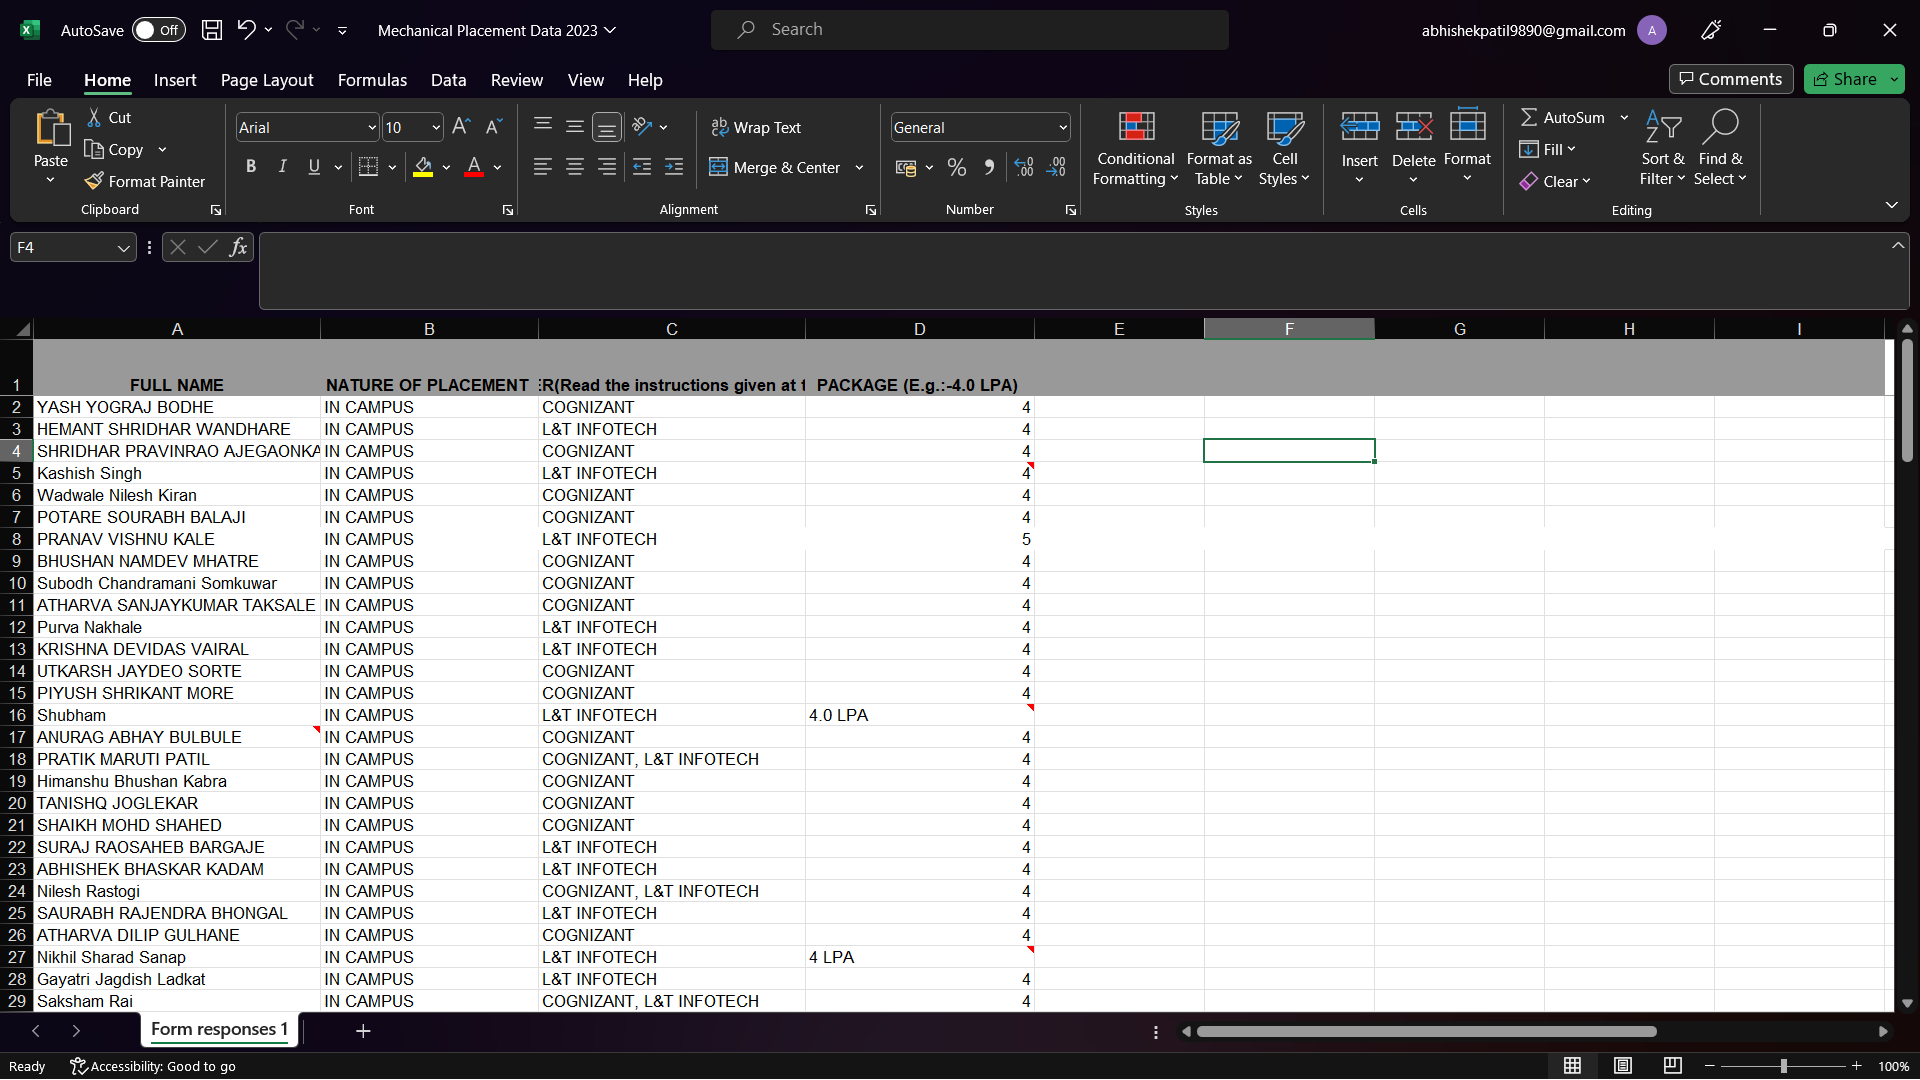 AutoSave Off Mechanical Placement Data 2023 Search abhishekpatil9890@gmail.com A
File Home Insert Page Layout Formulas Data Review View Help Comments Share
Paste Cut Copy Format Painter Clipboard
Arial 10 B I U A Font
ab Wrap Text Merge & Center Alignment
General % Number
Conditional Formatting Format as Table Cell Styles Styles
Insert Delete Format Cells
AutoSum Fill Clear Sort & Filter Find & Select Editing
F4 fx
A B C D E F G H I
1 FULL NAME NATURE OF PLACEMENT ER(Read the instructions given at t PACKAGE (E.g.:-4.0 LPA)
2 YASH YOGRAJ BODHE IN CAMPUS COGNIZANT 4
3 HEMANT SHRIDHAR WANDHARE IN CAMPUS L&T INFOTECH 4
4 SHRIDHAR PRAVINRAO AJEGAONKA IN CAMPUS COGNIZANT 4
5 Kashish Singh IN CAMPUS L&T INFOTECH 4
6 Wadwale Nilesh Kiran IN CAMPUS COGNIZANT 4
7 POTARE SOURABH BALAJI IN CAMPUS COGNIZANT 4
8 PRANAV VISHNU KALE IN CAMPUS L&T INFOTECH 5
9 BHUSHAN NAMDEV MHATRE IN CAMPUS COGNIZANT 4
10 Subodh Chandramani Somkuwar IN CAMPUS COGNIZANT 4
11 ATHARVA SANJAYKUMAR TAKSALE IN CAMPUS COGNIZANT 4
12 Purva Nakhale IN CAMPUS L&T INFOTECH 4
13 KRISHNA DEVIDAS VAIRAL IN CAMPUS L&T INFOTECH 4
14 UTKARSH JAYDEO SORTE IN CAMPUS COGNIZANT 4
15 PIYUSH SHRIKANT MORE IN CAMPUS COGNIZANT 4
16 Shubham IN CAMPUS L&T INFOTECH 4.0 LPA
17 ANURAG ABHAY BULBULE IN CAMPUS COGNIZANT 4
18 PRATIK MARUTI PATIL IN CAMPUS COGNIZANT, L&T INFOTECH 4
19 Himanshu Bhushan Kabra IN CAMPUS COGNIZANT 4
20 TANISHQ JOGLEKAR IN CAMPUS COGNIZANT 4
21 SHAIKH MOHD SHAHED IN CAMPUS COGNIZANT 4
22 SURAJ RAOSAHEB BARGAJE IN CAMPUS L&T INFOTECH 4
23 ABHISHEK BHASKAR KADAM IN CAMPUS L&T INFOTECH 4
24 Nilesh Rastogi IN CAMPUS COGNIZANT, L&T INFOTECH 4
25 SAURABH RAJENDRA BHONGAL IN CAMPUS L&T INFOTECH 4
26 ATHARVA DILIP GULHANE IN CAMPUS COGNIZANT 4
27 Nikhil Sharad Sanap IN CAMPUS L&T INFOTECH 4 LPA
28 Gayatri Jagdish Ladkat IN CAMPUS L&T INFOTECH 4
29 Saksham Rai IN CAMPUS COGNIZANT, L&T INFOTECH 4
Form responses 1
Ready Accessibility: Good to go 100%